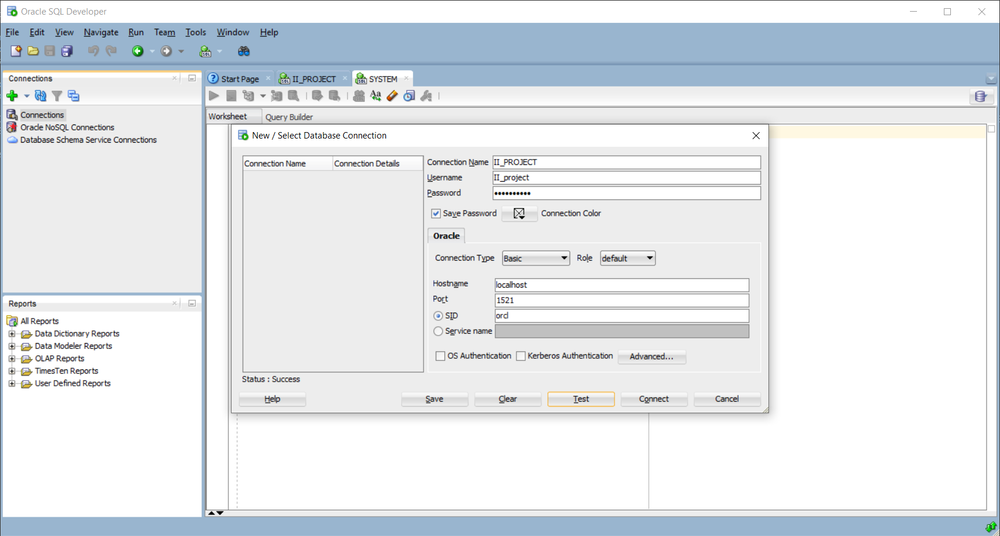 Oracle SQL Developer
File Edit View Navigate Run Team Tools Window Help
Connections
Connections
Oracle NoSQL Connections
Database Schema Service Connections
Reports
All Reports
Data Dictionary Reports
Data Modeler Reports
OLAP Reports
TimesTen Reports
User Defined Reports
Start Page II_PROJECT SYSTEM
Worksheet Query Builder
New / Select Database Connection
Connection Name Connection Details
Connection Name II_PROJECT
Username II_project
Password ••••••••••
Save Password Connection Color
Oracle
Connection Type Basic Role default
Hostname localhost
Port 1521
SID orcl
Service name
OS Authentication Kerberos Authentication Advanced...
Status : Success
Help Save Clear Test Connect Cancel